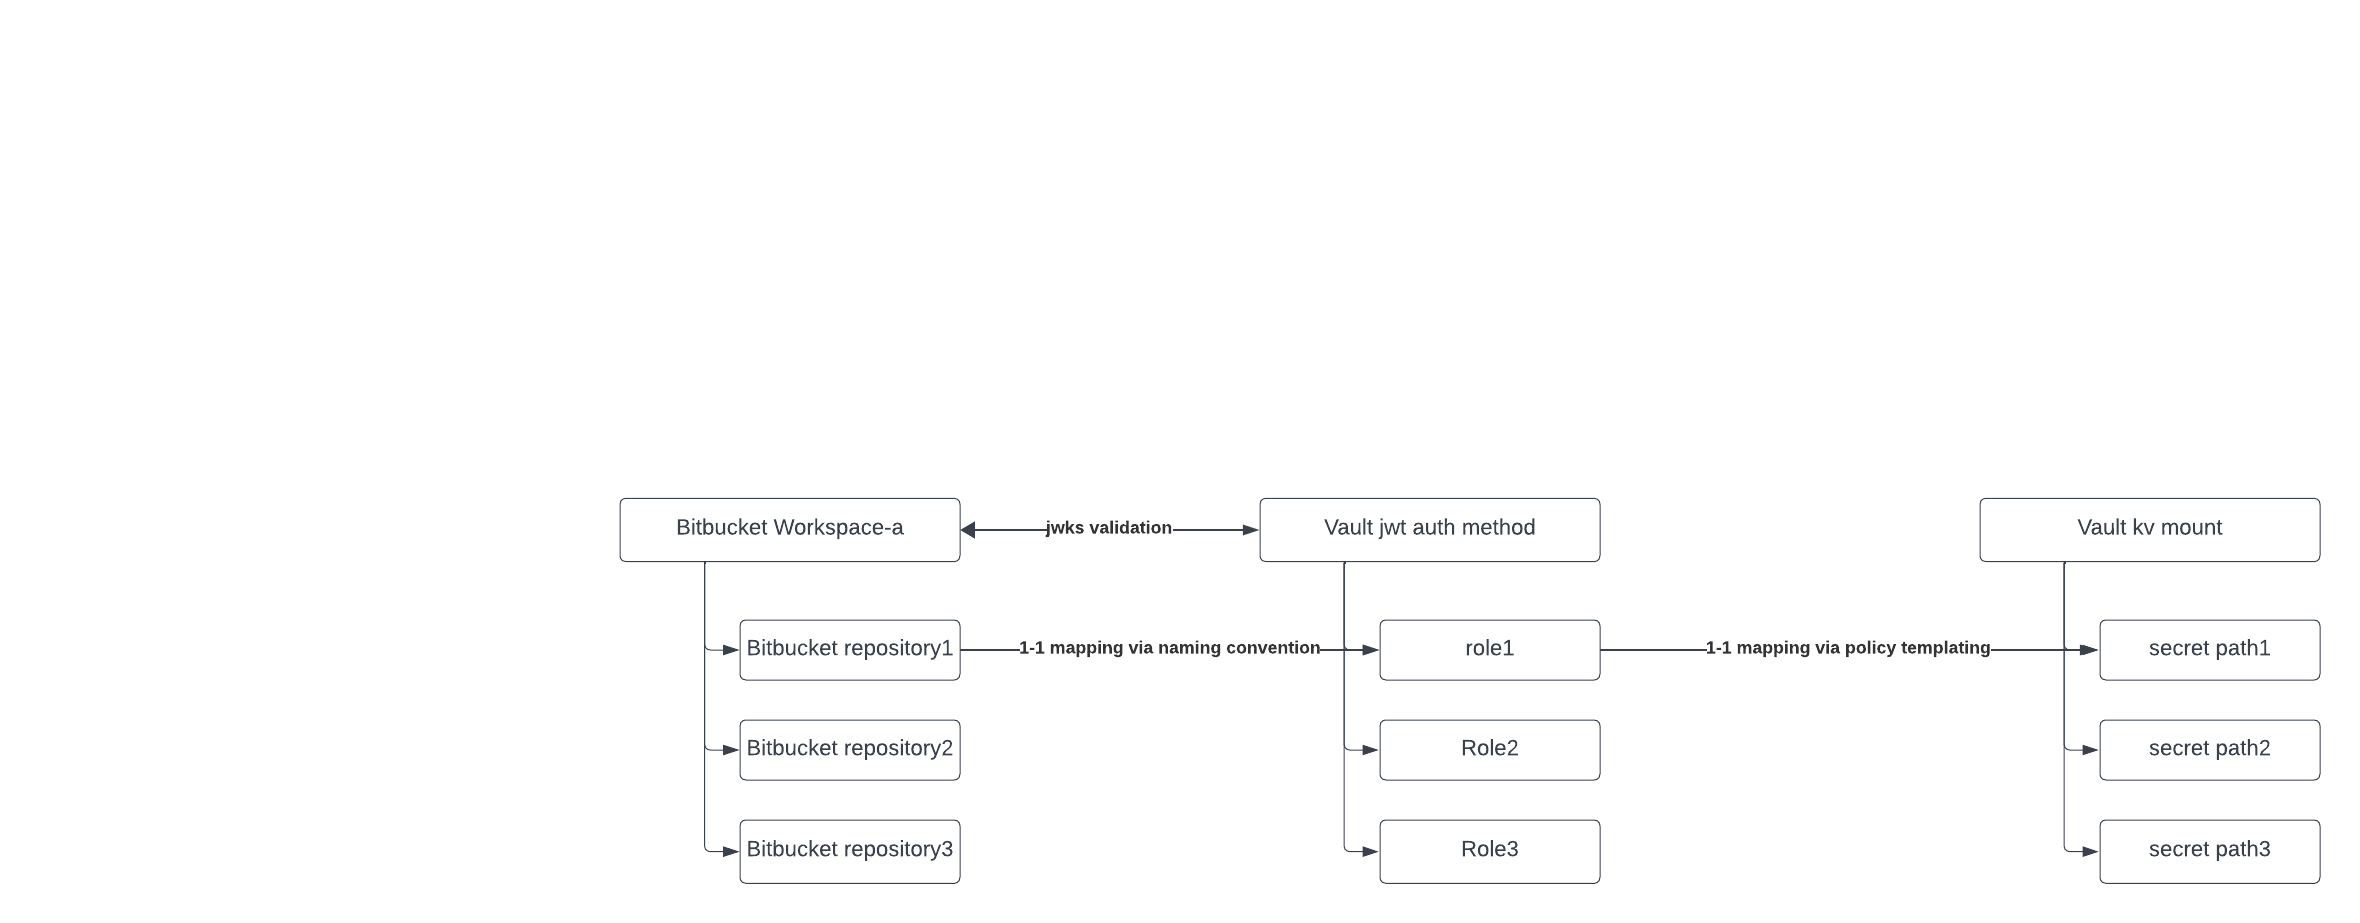 Bitbucket Workspace-a
jwks validation
Vault jwt auth method
Vault kv mount
Bitbucket repository1
1-1 mapping via naming convention
role1
1-1 mapping via policy templating
secret path1
Bitbucket repository2
Role2
secret path2
Bitbucket repository3
Role3
secret path3